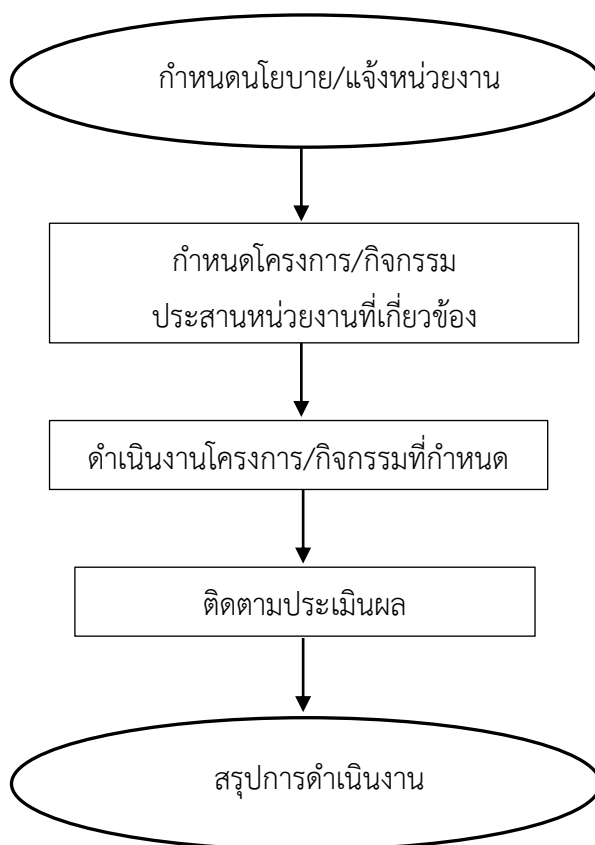 กำหนดนโยบาย/แจ้งหน่วยงาน
กำหนดโครงการ/กิจกรรม
ประสานหน่วยงานที่เกี่ยวข้อง
ดำเนินงานโครงการ/กิจกรรมที่กำหนด
ติดตามประเมินผล
สรุปการดำเนินงาน